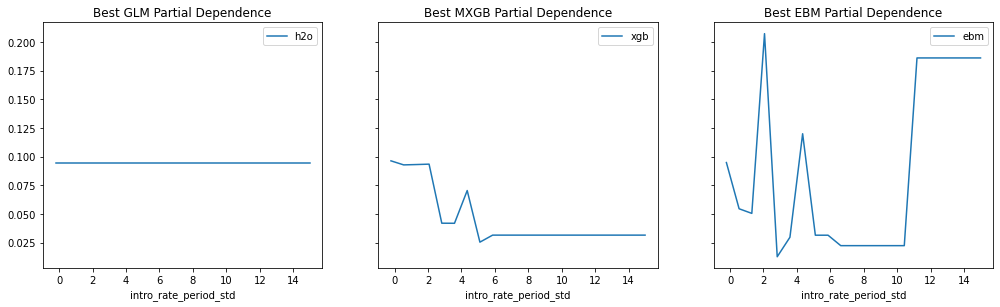 Best GLM Partial Dependence
Best MXGB Partial Dependence
Best EBM Partial Dependence
h2o
xgb
ebm
0.200
0.175
0.150
0.125
0.100
0.075
0.050
0.025
0 2 4 6 8 10 12 14
0 2 4 6 8 10 12 14
0 2 4 6 8 10 12 14
intro_rate_period_std
intro_rate_period_std
intro_rate_period_std